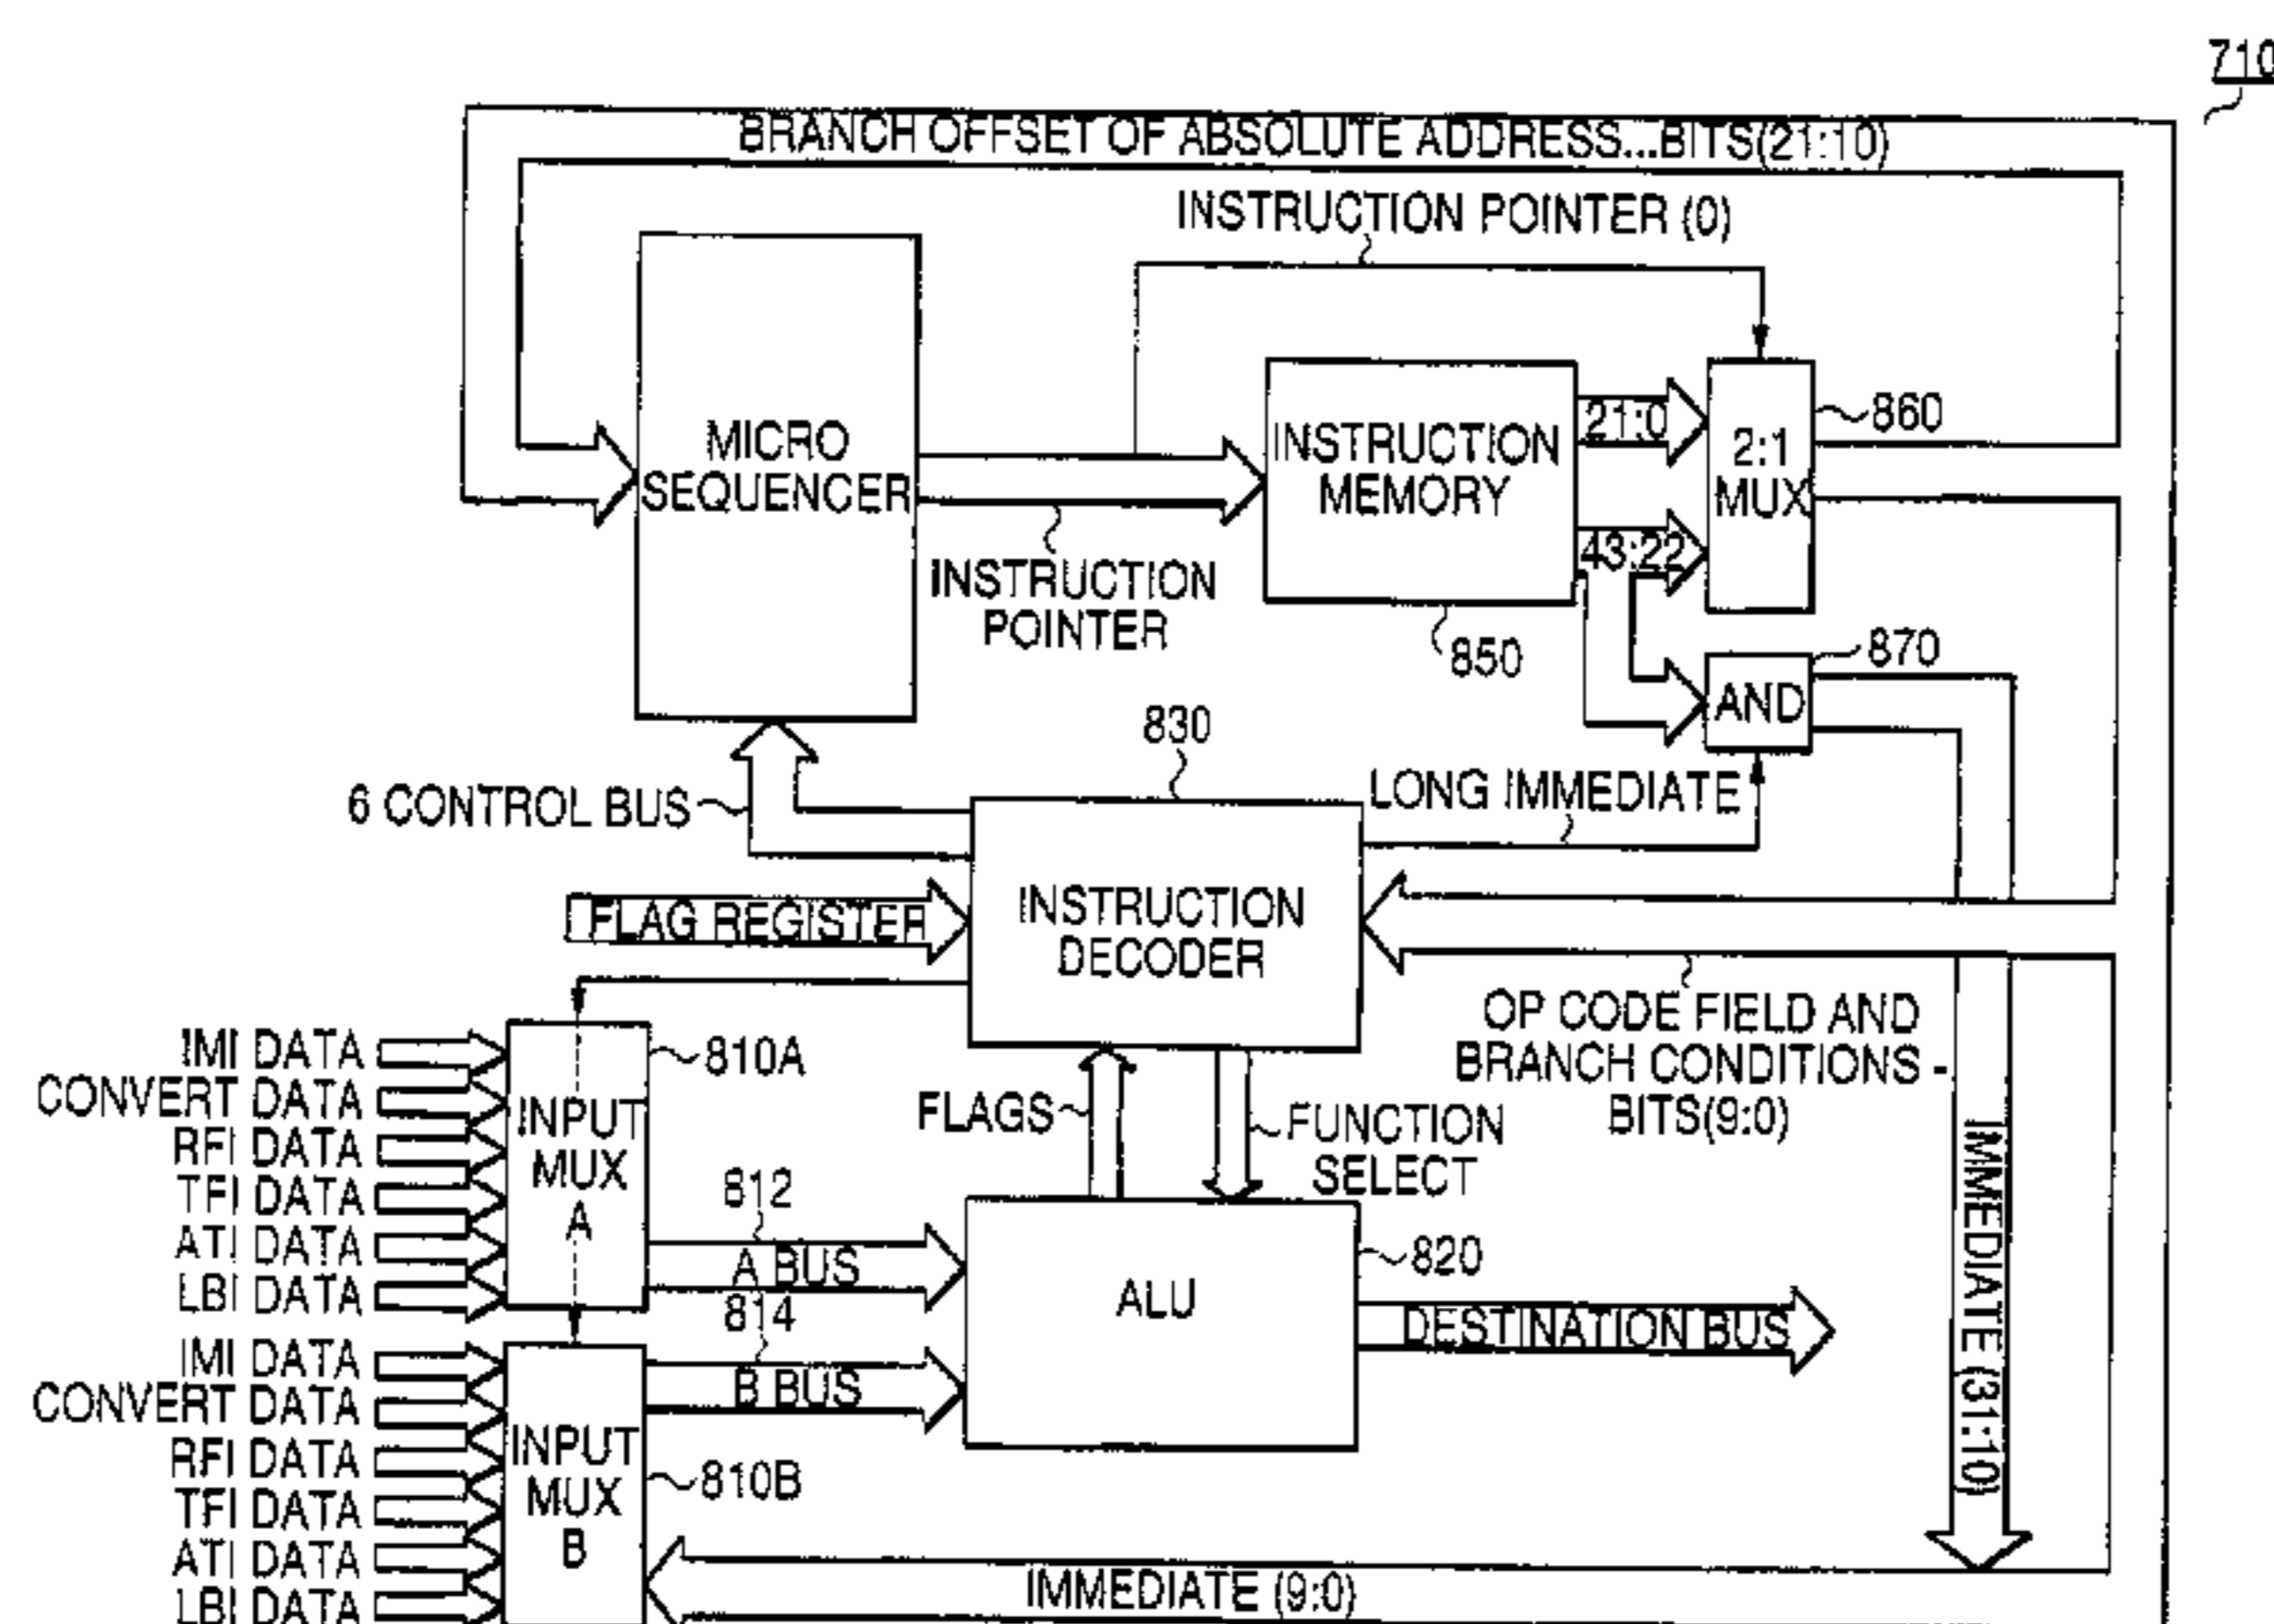 710
BRANCH OFFSET OF ABSOLUTE ADDRESS...BITS(21:10)
INSTRUCTION POINTER (0)
MICRO
SEQUENCER
INSTRUCTION
POINTER
INSTRUCTION
MEMORY
850
21:0
43:22
2:1
MUX
860
AND
870
830
LONG IMMEDIATE
6 CONTROL BUS
FLAG REGISTER
INSTRUCTION
DECODER
OP CODE FIELD AND
BRANCH CONDITIONS -
BITS(9:0)
IMI DATA
CONVERT DATA
RFI DATA
TFI DATA
ATI DATA
LBI DATA
INPUT
MUX
A
810A
FLAGS
FUNCTION
SELECT
812
A BUS
814
B BUS
ALU
820
DESTINATION BUS
IMMEDIATE (31:10)
IMI DATA
CONVERT DATA
RFI DATA
TFI DATA
ATI DATA
LBI DATA
INPUT
MUX
B
810B
IMMEDIATE (9:0)